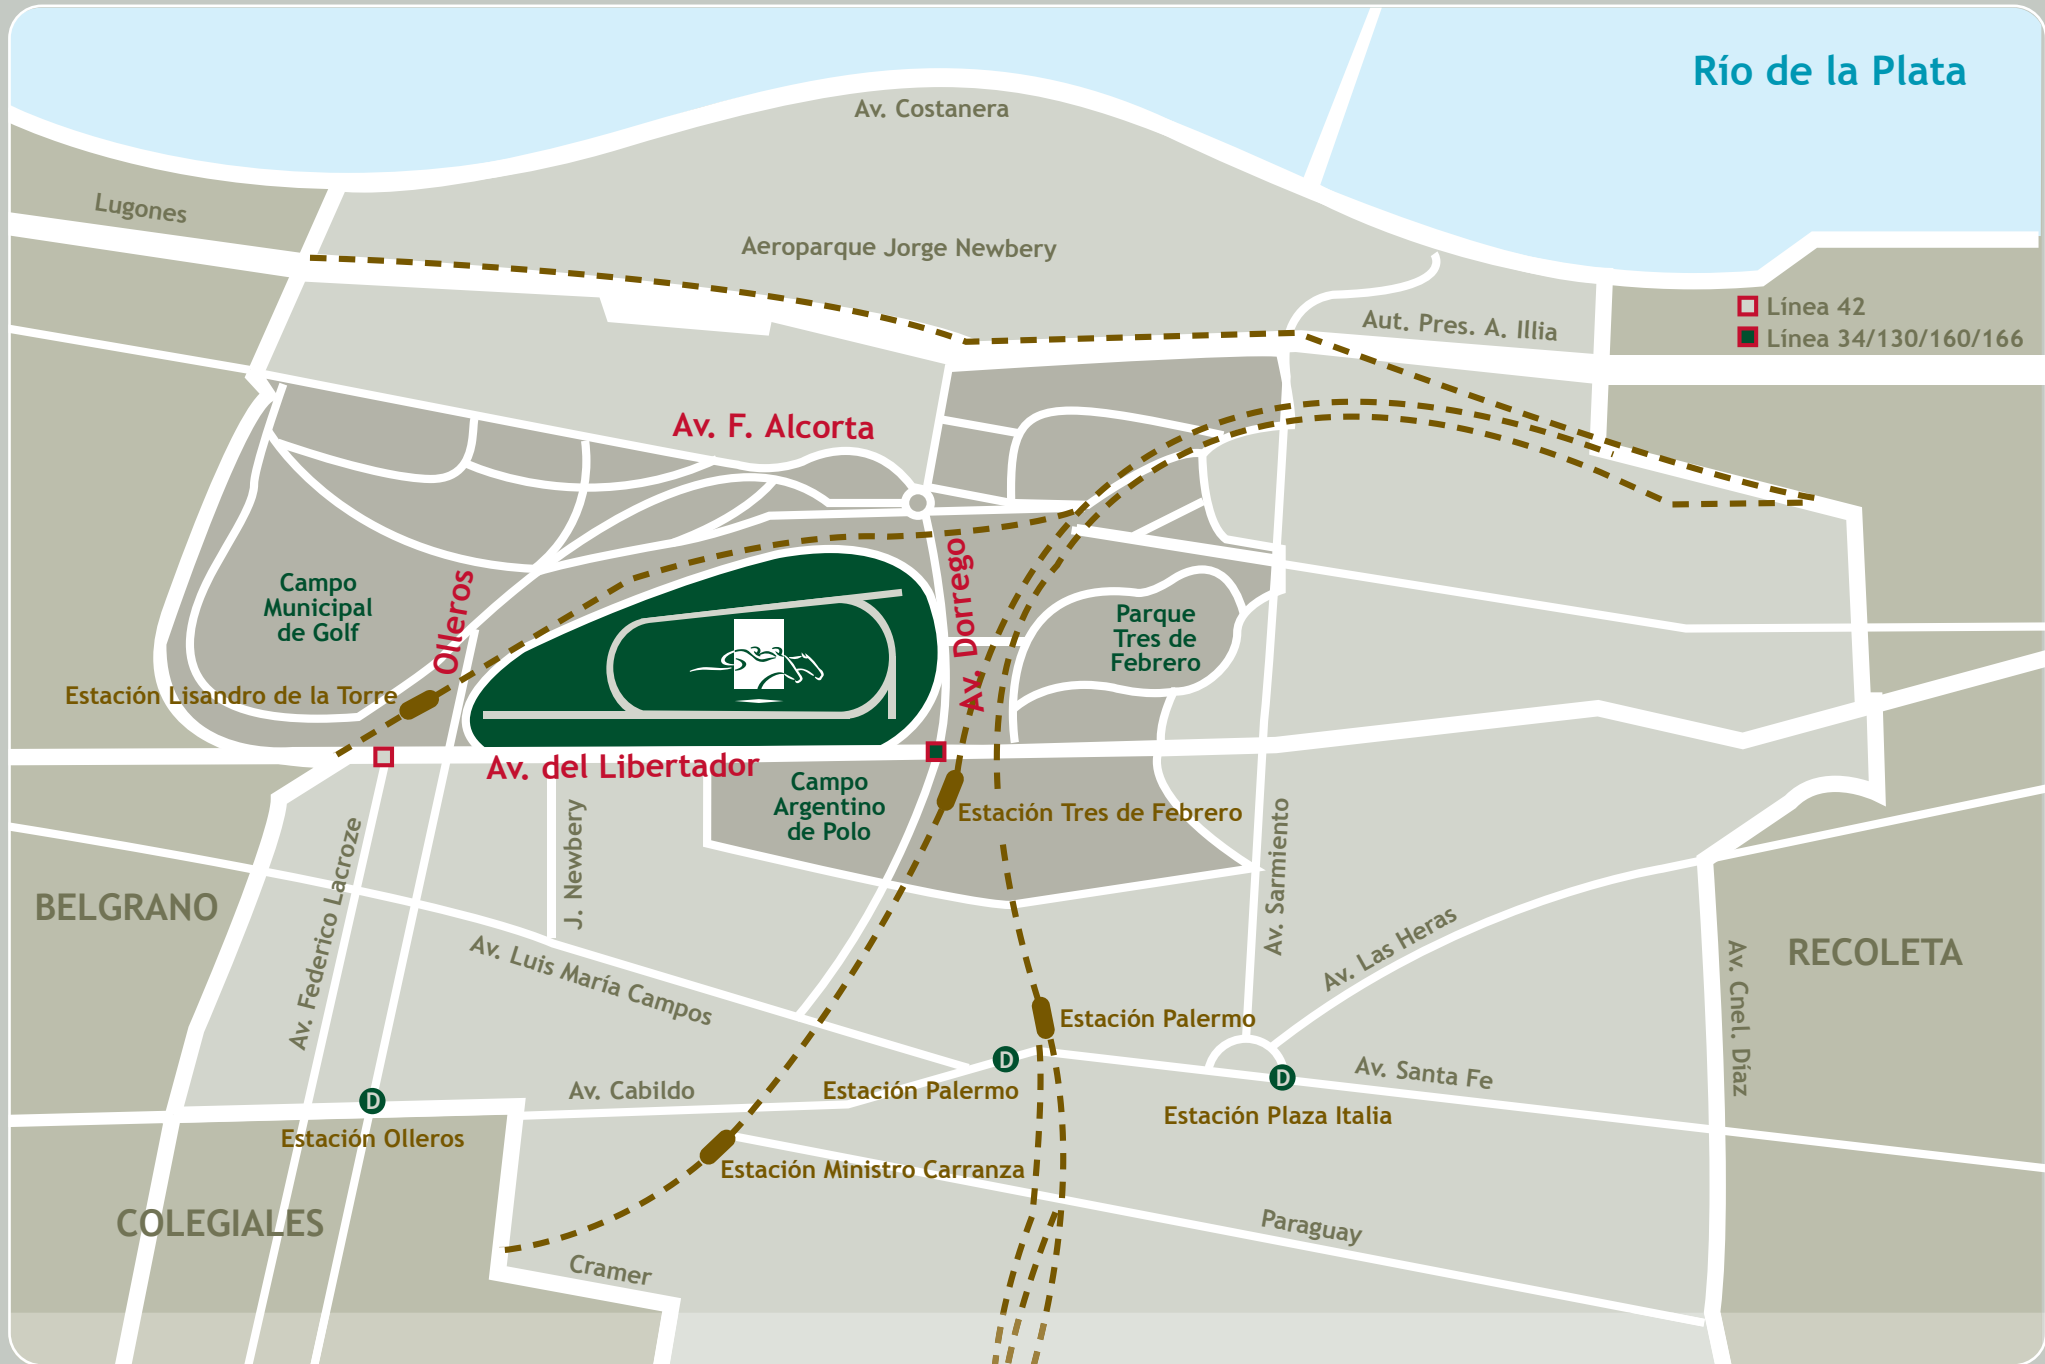 Río de la Plata
Av. Costanera
Lugones
Aeroparque Jorge Newbery
Línea 42
Aut. Pres. A. Illia
Línea 34/130/160/166
Av. F. Alcorta
Campo
Municipal
de Golf
Olleros
Av. Dorrego
Parque
Tres de
Febrero
Estación Lisandro de la Torre
Av. del Libertador
Campo
Argentino
de Polo
Estación Tres de Febrero
J. Newbery
Av. Sarmiento
Av. Federico Lacroze
BELGRANO
Av. Luis María Campos
Av. Las Heras
RECOLETA
Av. Cnel. Díaz
Estación Palermo
D
Estación Palermo
D
Av. Santa Fe
Av. Cabildo
D
Estación Plaza Italia
Estación Olleros
Estación Ministro Carranza
COLEGIALES
Paraguay
Cramer